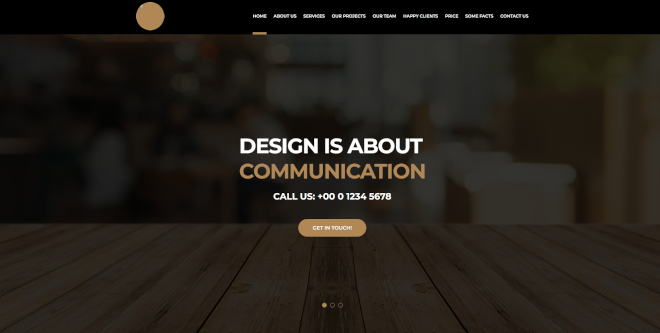 HOME ABOUT US SERVICES OUR PROJECTS OUR TEAM HAPPY CLIENTS PRICE SOME FACTS CONTACT US
DESIGN IS ABOUT
COMMUNICATION
CALL US: +00 0 1234 5678
GET IN TOUCH!